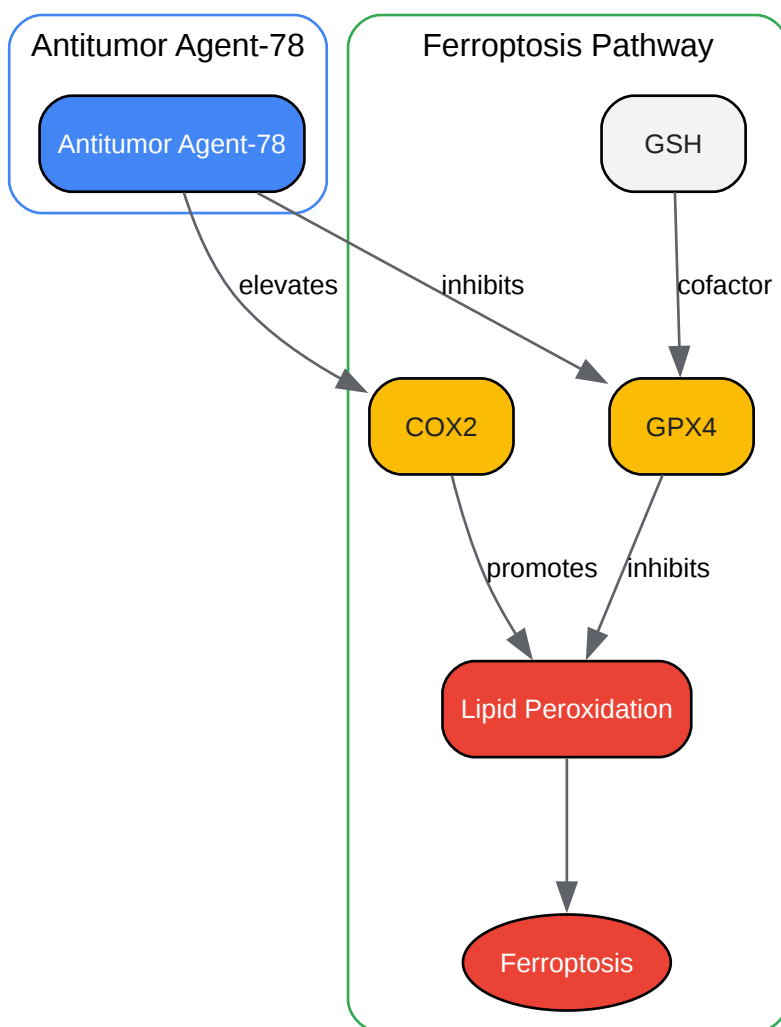 Antitumor Agent-78
Ferroptosis Pathway
Antitumor Agent-78
GSH
elevates
inhibits
cofactor
COX2
GPX4
promotes
inhibits
Lipid Peroxidation
Ferroptosis